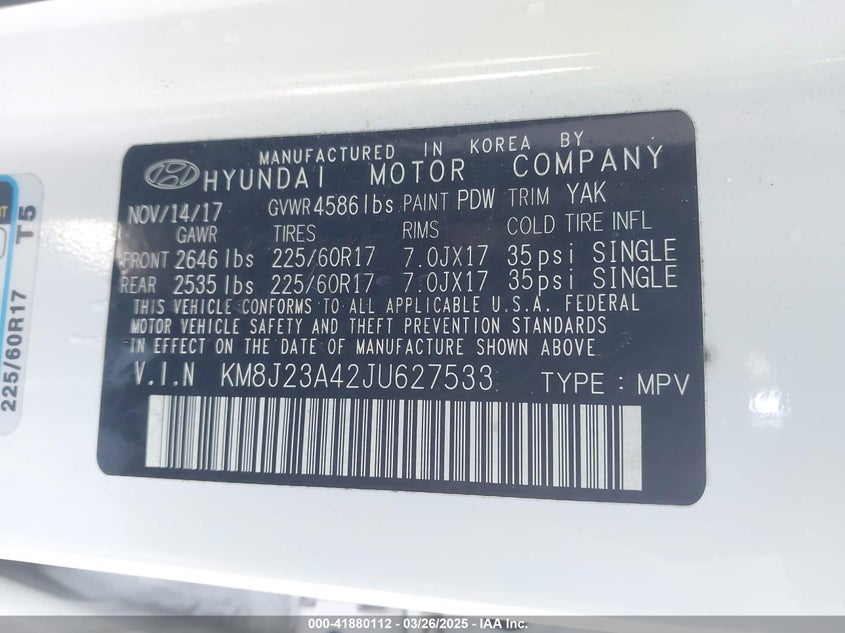 MANUFACTURED IN KOREA BY
HYUNDAI MOTOR COMPANY
NOV/14/17 GVWR 4586lbs PAINT PDW TRIM YAK
GAWR TIRES RIMS COLD TIRE INFL
FRONT 2646 lbs 225/60R17 7.0JX17 35psi SINGLE
REAR 2535 lbs 225/60R17 7.0JX17 35psi SINGLE
THIS VEHICLE CONFORMS TO ALL APPLICABLE U.S.A. FEDERAL
MOTOR VEHICLE SAFETY AND THEFT PREVENTION STANDARDS
IN EFFECT ON THE DATE OF MANUFACTURE SHOWN ABOVE.
V.I.N KM8J23A42JU627533 TYPE : MPV
T5
225/60R17
000-41880112 - 03/26/2025 - IAA Inc.